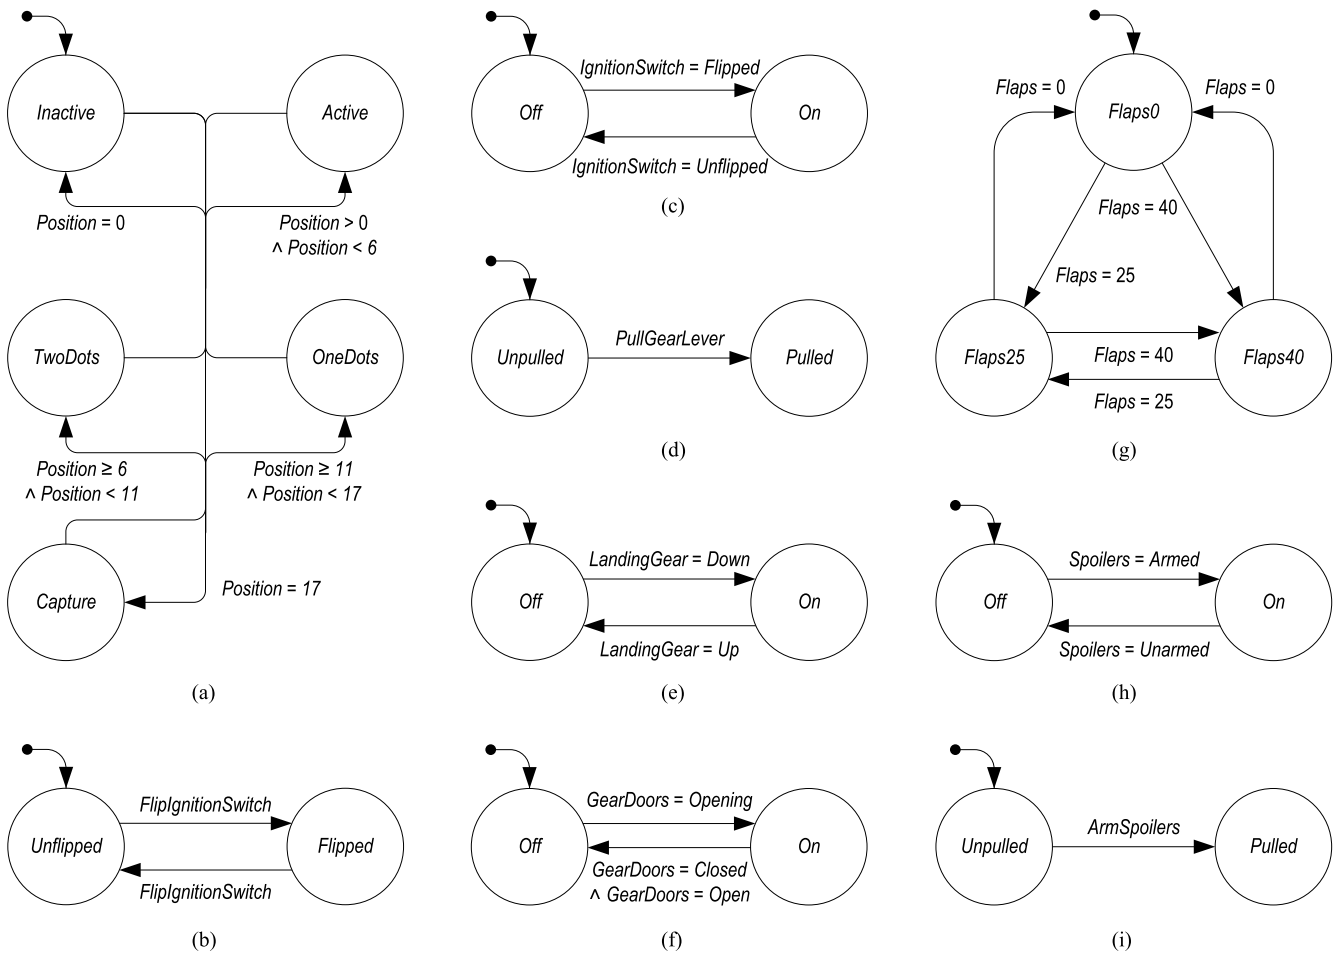 Inactive
Active
Position = 0
Position > 0
∧ Position < 6
TwoDots
OneDots
Position ≥ 6
∧ Position < 11
Position ≥ 11
∧ Position < 17
Capture
Position = 17
(a)
Unflipped
FlipIgnitionSwitch
Flipped
FlipIgnitionSwitch
(b)
Off
IgnitionSwitch = Flipped
On
IgnitionSwitch = Unflipped
(c)
Unpulled
PullGearLever
Pulled
(d)
Off
LandingGear = Down
On
LandingGear = Up
(e)
Off
GearDoors = Opening
On
GearDoors = Closed
∧ GearDoors = Open
(f)
Flaps = 0
Flaps0
Flaps = 0
Flaps = 40
Flaps = 25
Flaps25
Flaps = 40
Flaps40
Flaps = 25
(g)
Off
Spoilers = Armed
On
Spoilers = Unarmed
(h)
Unpulled
ArmSpoilers
Pulled
(i)